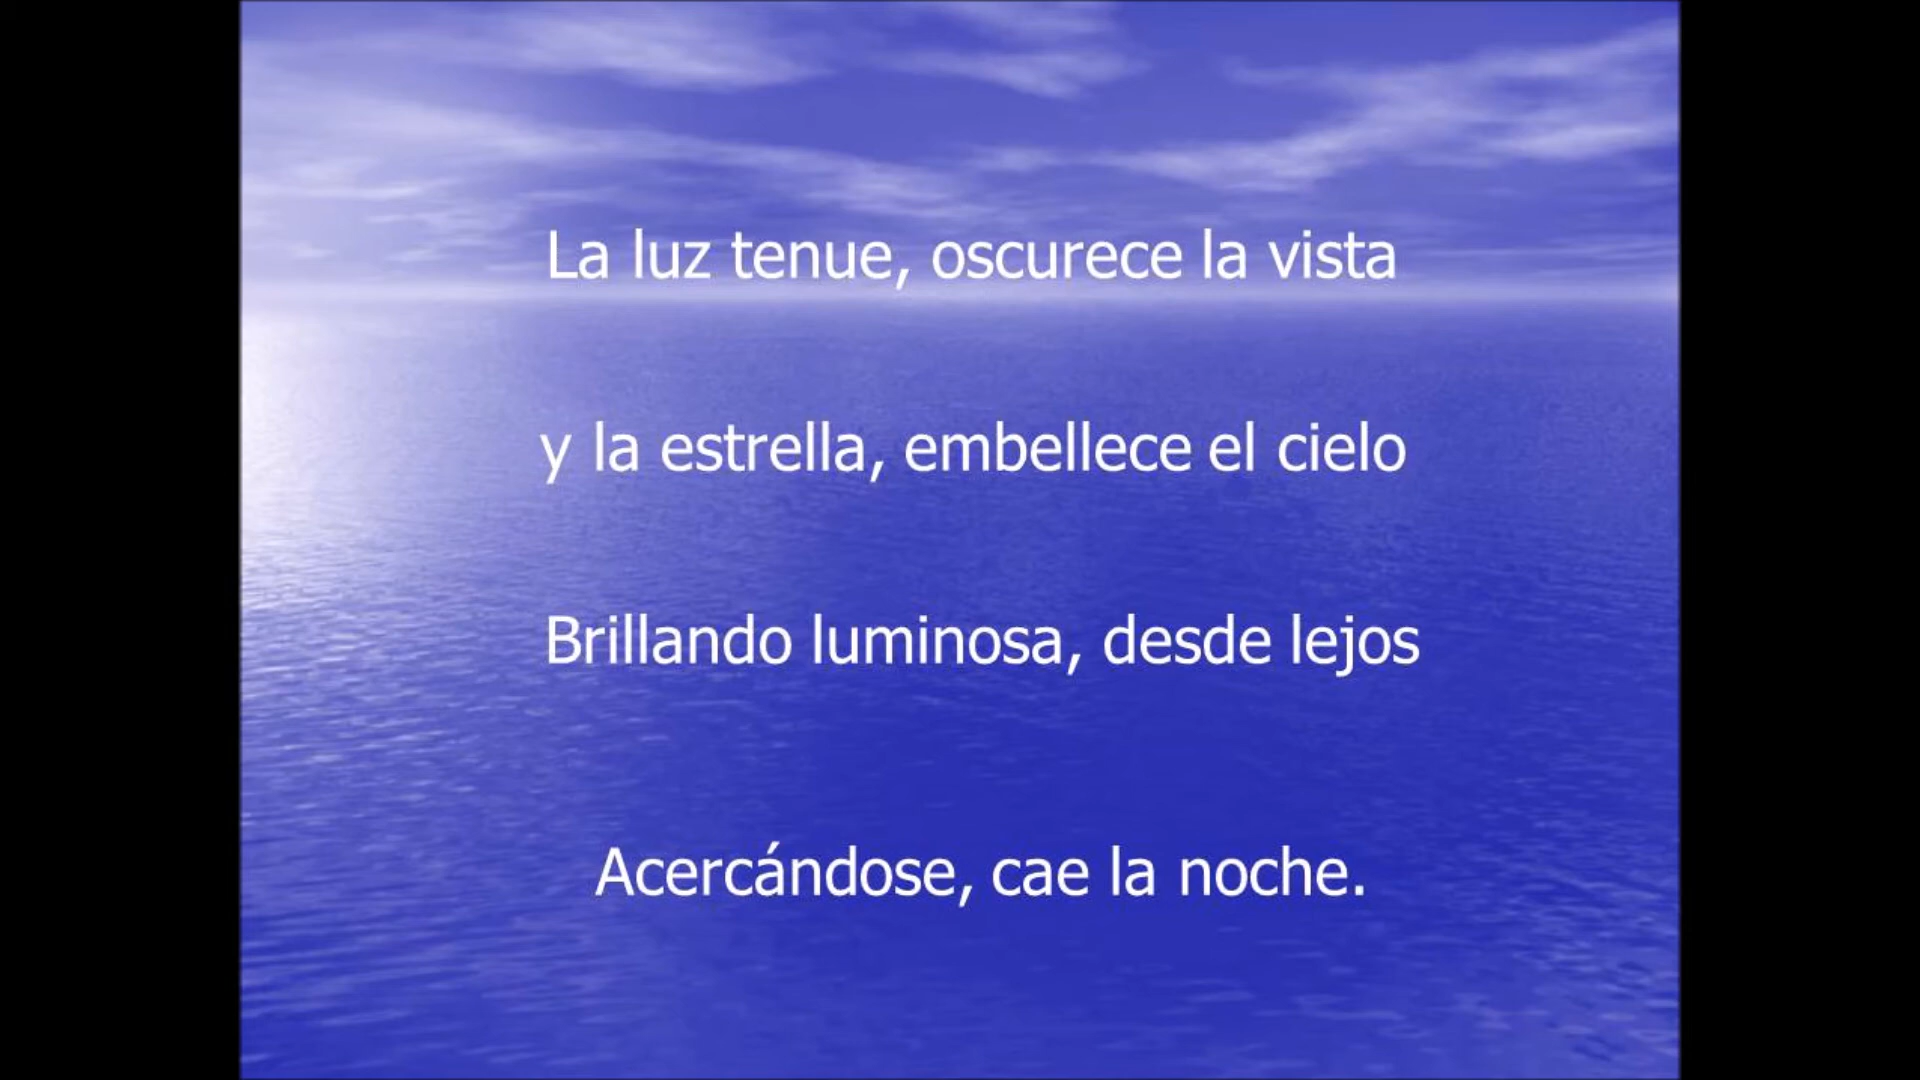 La luz tenue, oscurece la vista
y la estrella, embellece el cielo
Brillando luminosa, desde lejos
Acercándose, cae la noche.